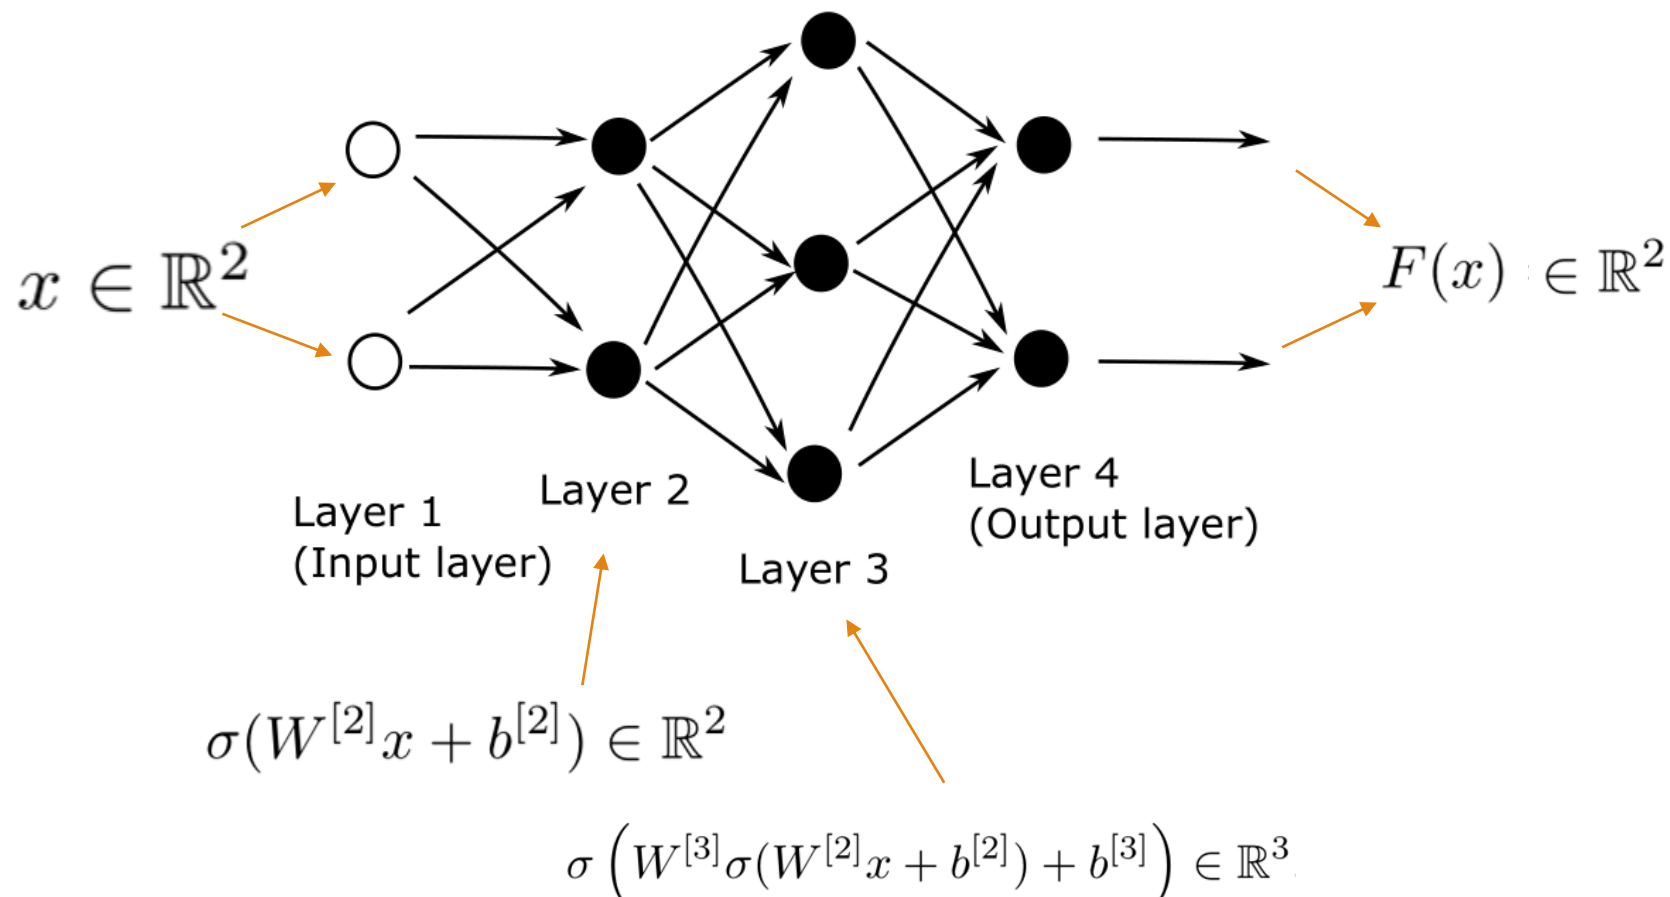 x ∈ ℝ²
F(x) ∈ ℝ²
Layer 1
(Input layer)
Layer 2
Layer 3
Layer 4
(Output layer)
σ(W^[2]x + b^[2]) ∈ ℝ²
σ(W^[3]σ(W^[2]x + b^[2]) + b^[3]) ∈ ℝ³